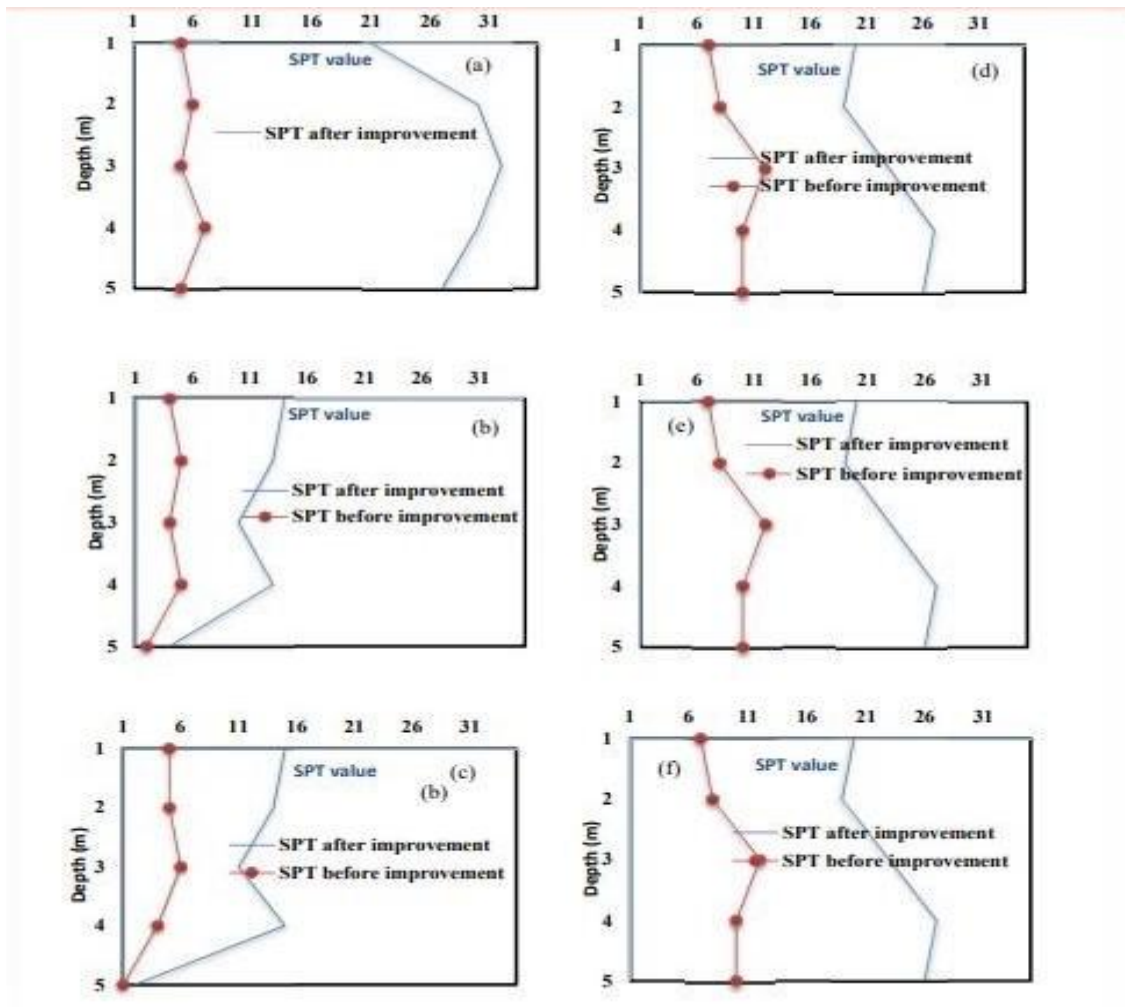 1 6 11 16 21 26 31
1
SPT value
(a)
2
SPT after improvement
3
4
5
Depth (m)
1 6 11 16 21 26 31
1
SPT value
(d)
2
3
SPT after improvement
SPT before improvement
4
5
Depth (m)
1 6 11 16 21 26 31
1
SPT value
(b)
2
SPT after improvement
3
SPT before improvement
4
5
Depth (m)
1 6 11 16 21 26 31
1
SPT value
(e)
SPT after improvement
2
SPT before improvement
3
4
5
Depth (m)
1 6 11 16 21 26 31
1
SPT value
(c)
(b)
2
SPT after improvement
3
SPT before improvement
4
5
Depth (m)
1 6 11 16 21 26 31
1
SPT value
(f)
2
SPT after improvement
3
SPT before improvement
4
5
Depth (m)